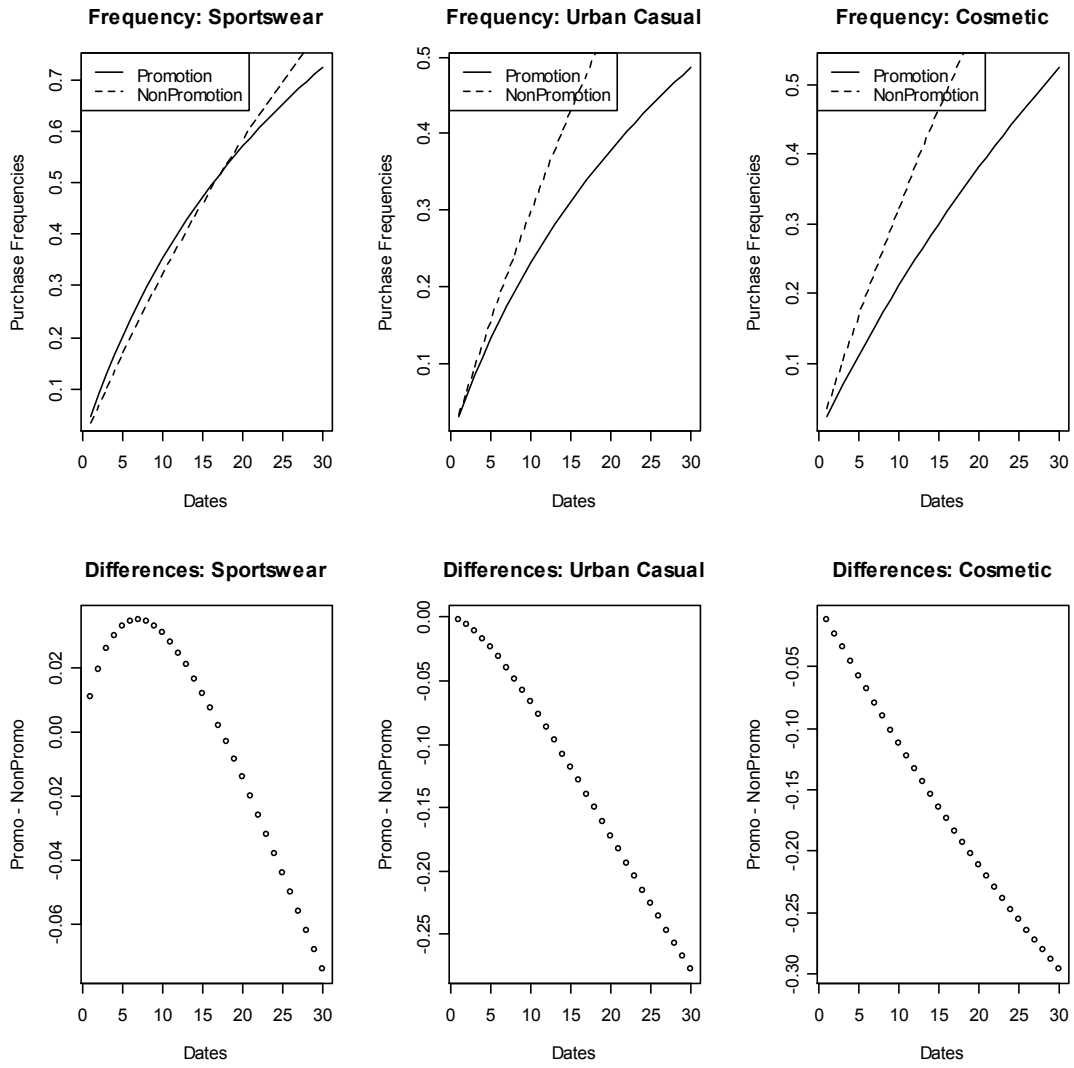 Frequency: Sportswear
Promotion
NonPromotion
Purchase Frequencies
0.1 0.2 0.3 0.4 0.5 0.6 0.7
0 5 10 15 20 25 30
Dates
Frequency: Urban Casual
Promotion
NonPromotion
Purchase Frequencies
0.1 0.2 0.3 0.4 0.5
0 5 10 15 20 25 30
Dates
Frequency: Cosmetic
Promotion
NonPromotion
Purchase Frequencies
0.1 0.2 0.3 0.4 0.5
0 5 10 15 20 25 30
Dates
Differences: Sportswear
Promo - NonPromo
-0.06 -0.04 -0.02 0.00 0.02
0 5 10 15 20 25 30
Dates
Differences: Urban Casual
Promo - NonPromo
-0.25 -0.20 -0.15 -0.10 -0.05 0.00
0 5 10 15 20 25 30
Dates
Differences: Cosmetic
Promo - NonPromo
-0.30 -0.25 -0.20 -0.15 -0.10 -0.05
0 5 10 15 20 25 30
Dates